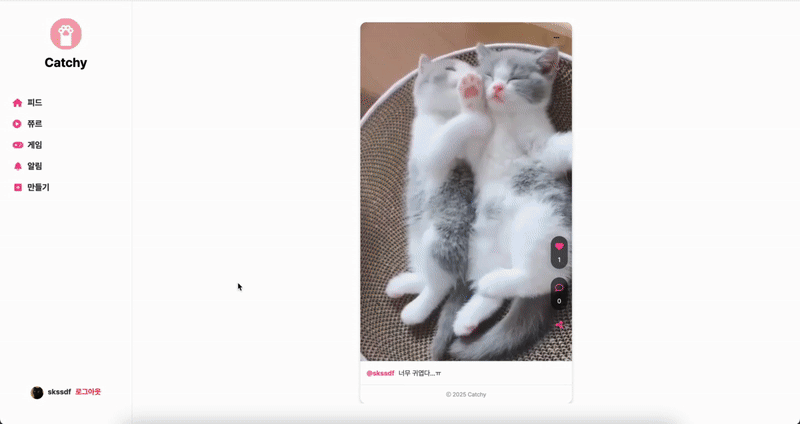 Catchy
피드
쮸르
게임
알림
만들기
skssdf 로그아웃
1
0
@skssdf 너무 귀엽다...ㅠ
© 2025 Catchy